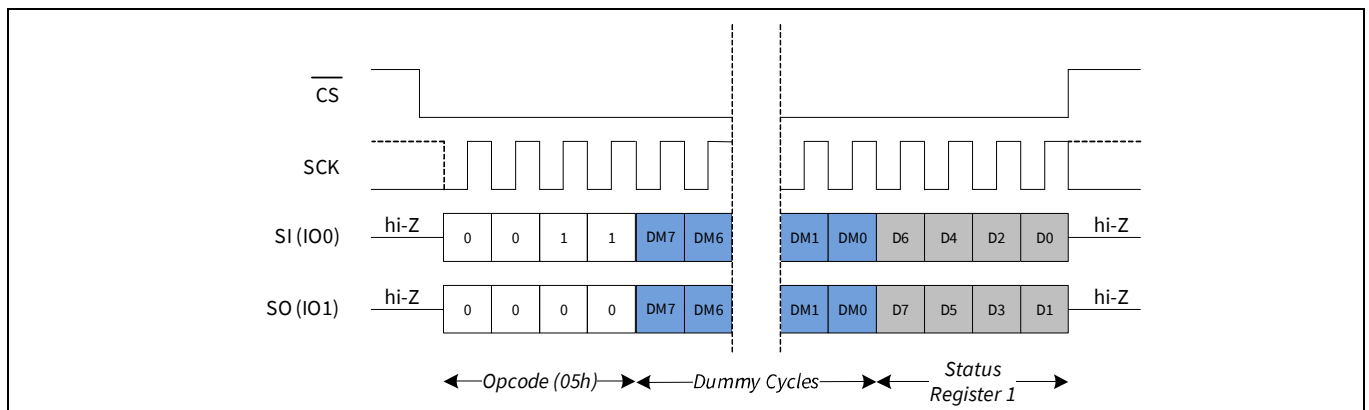 CS
SCK
SI (IO0) hi-Z 0 0 1 1 DM7 DM6 DM1 DM0 D6 D4 D2 D0 hi-Z
SO (IO1) hi-Z 0 0 0 0 DM7 DM6 DM1 DM0 D7 D5 D3 D1 hi-Z
Opcode (05h) Dummy Cycles Status
Register 1